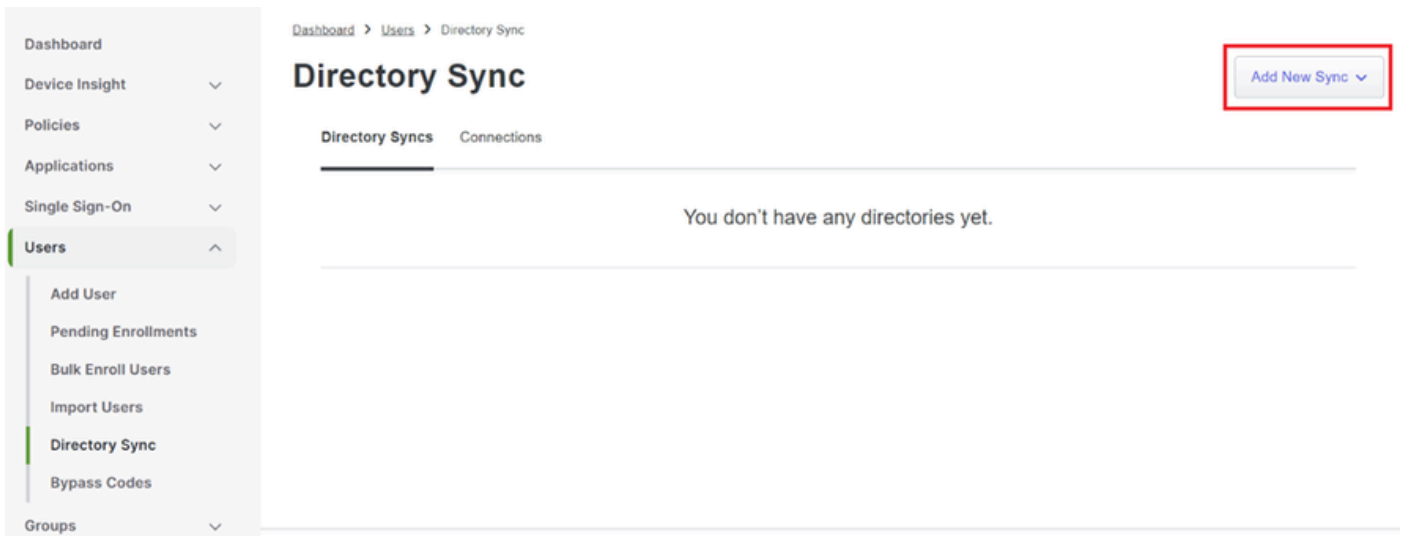 Dashboard
Device Insight
Policies
Applications
Single Sign-On
Users
Add User
Pending Enrollments
Bulk Enroll Users
Import Users
Directory Sync
Bypass Codes
Groups
Dashboard > Users > Directory Sync
Directory Sync
Add New Sync
Directory Syncs Connections
You don't have any directories yet.